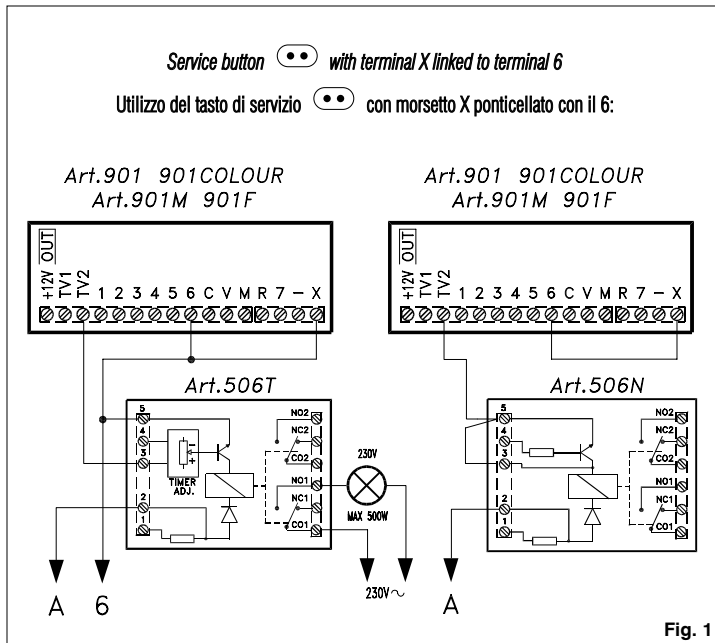 Service button with terminal X linked to terminal 6
Utilizzo del tasto di servizio con morsetto X ponticellato con il 6:
Art.901 901COLOUR
Art.901M 901F
+12V OUT TV1 TV2 1 2 3 4 5 6 C V M R 7 – X
Art.506T
5
4
3
2
1
– +
TIMER
ADJ.
NO2
NC2
CO2
NO1
NC1
CO1
230V
MAX 500W
230V~
A 6
Art.901 901COLOUR
Art.901M 901F
+12V OUT TV1 TV2 1 2 3 4 5 6 C V M R 7 – X
Art.506N
5
4
3
2
1
NO2
NC2
CO2
NO1
NC1
CO1
A
Fig. 1